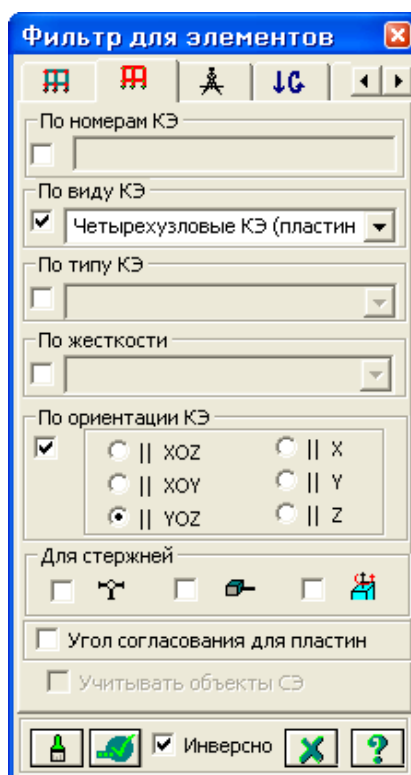 Фильтр для элементов
По номерам КЭ
По виду КЭ
Четырехузловые КЭ (пластин
По типу КЭ
По жесткости
По ориентации КЭ
|| XOZ || X
|| XOY || Y
|| YOZ || Z
Для стержней
Угол согласования для пластин
Учитывать объекты СЭ
Инверсно ?